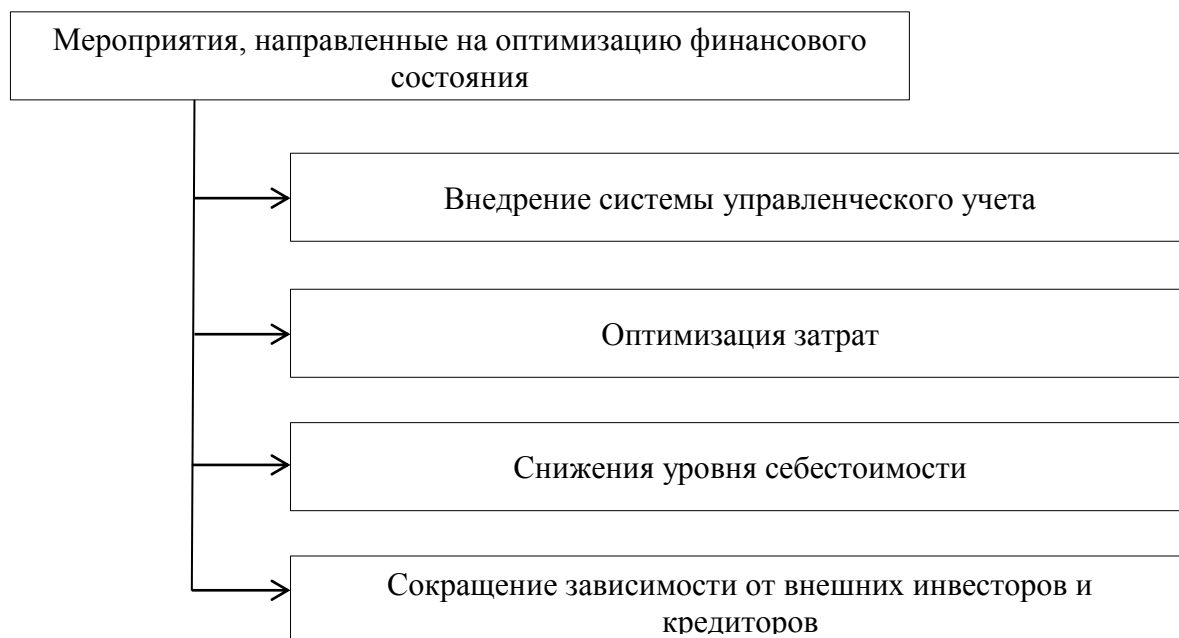 Мероприятия, направленные на оптимизацию финансового
состояния
Внедрение системы управленческого учета
Оптимизация затрат
Снижения уровня себестоимости
Сокращение зависимости от внешних инвесторов и
кредиторов